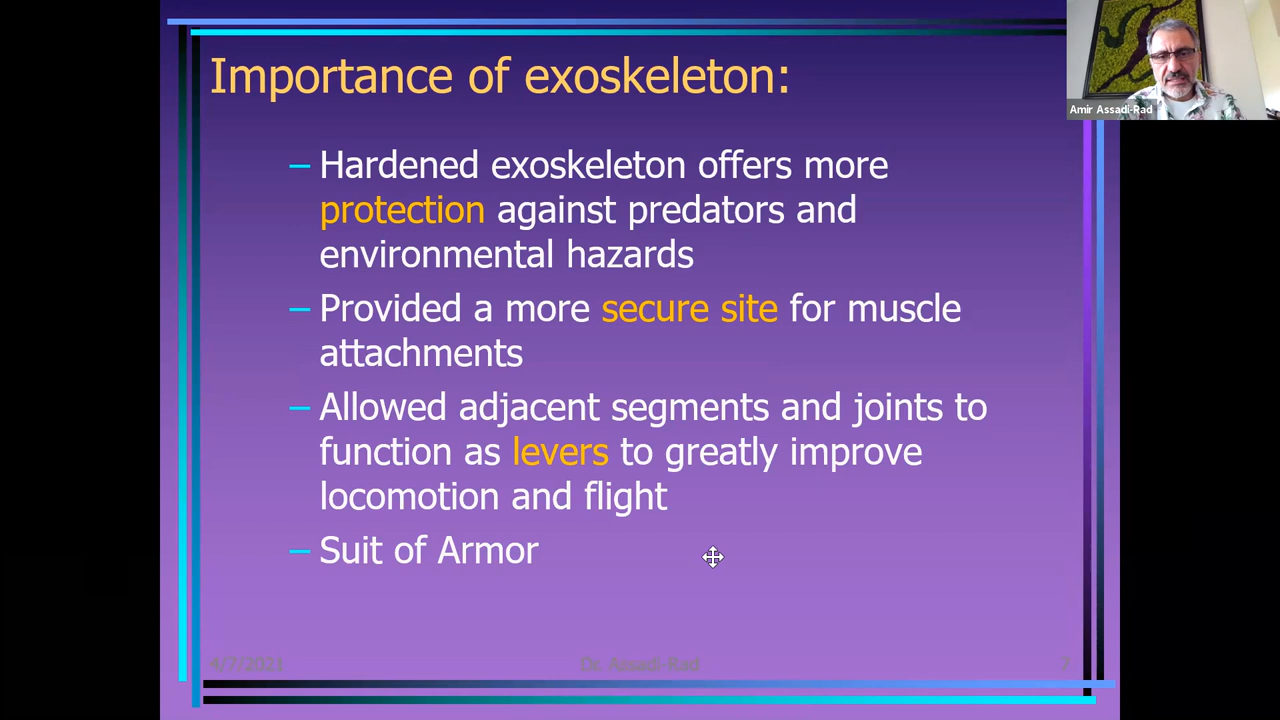 Importance of exoskeleton:
– Hardened exoskeleton offers more
protection against predators and
environmental hazards
– Provided a more secure site for muscle
attachments
– Allowed adjacent segments and joints to
function as levers to greatly improve
locomotion and flight
– Suit of Armor
4/7/2021
Dr. Assadi-Rad
7
Amir Assadi-Rad